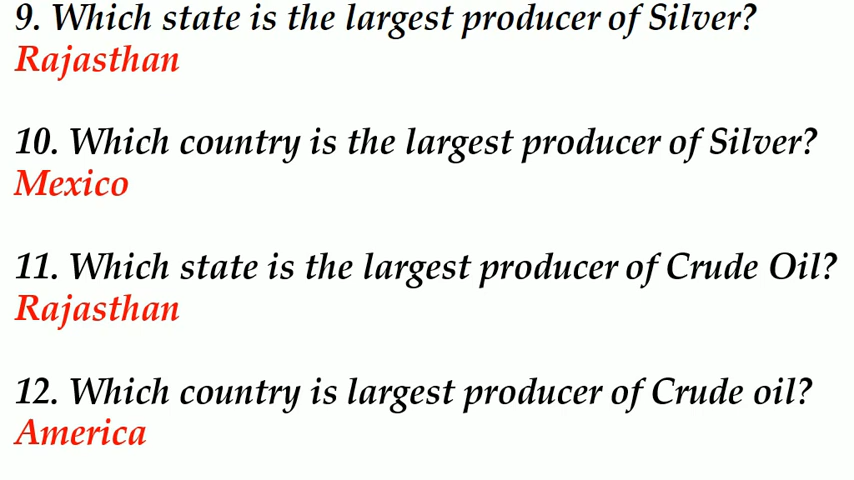 9. Which state is the largest producer of Silver?
Rajasthan
10. Which country is the largest producer of Silver?
Mexico
11. Which state is the largest producer of Crude Oil?
Rajasthan
12. Which country is largest producer of Crude oil?
America